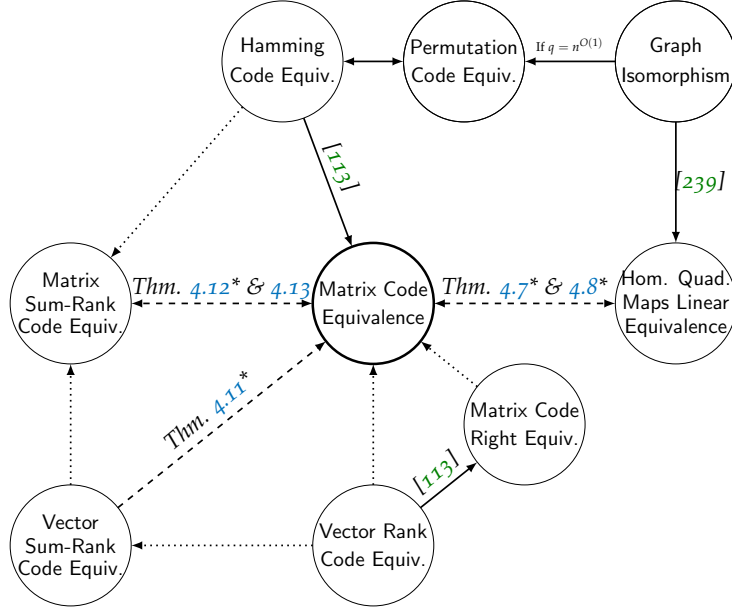 Hamming
Code Equiv.
Permutation
Code Equiv.
If q = n^{O(1)}
Graph
Isomorphism
[113]
[239]
Matrix
Sum-Rank
Code Equiv.
Thm. 4.12* & 4.13
Matrix Code
Equivalence
Thm. 4.7* & 4.8*
Hom. Quad.
Maps Linear
Equivalence
Thm. 4.11*
Matrix Code
Right Equiv.
[113]
Vector
Sum-Rank
Code Equiv.
Vector Rank
Code Equiv.